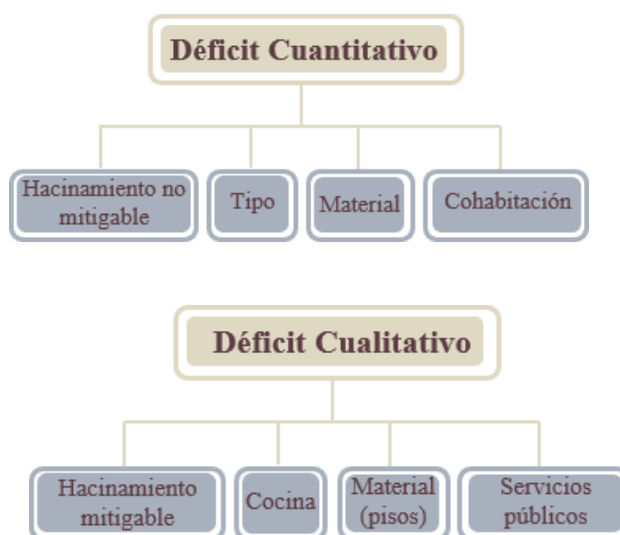 Déficit Cuantitativo
Hacinamiento no
mitigable
Tipo
Material
Cohabitación
Déficit Cualitativo
Hacinamiento
mitigable
Cocina
Material
(pisos)
Servicios
públicos